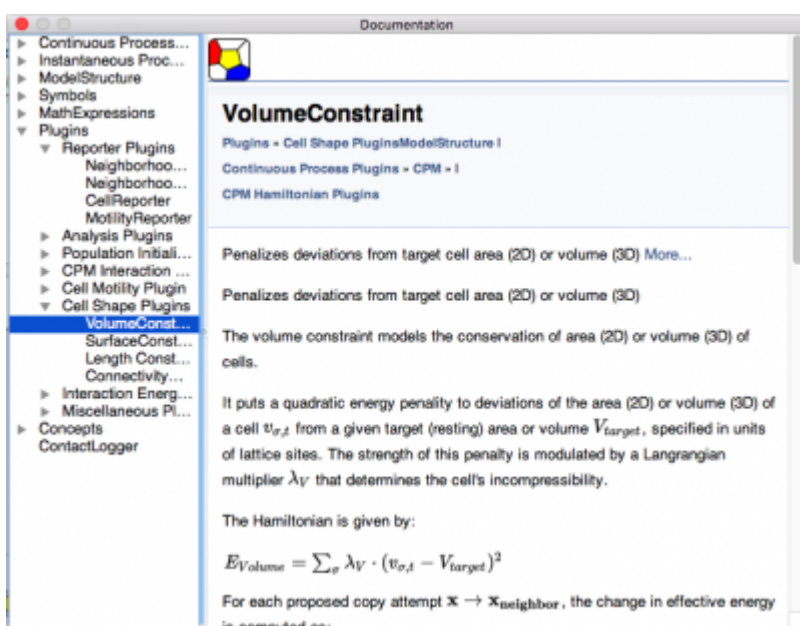 Documentation
Continuous Process...
Instantaneous Proc...
ModelStructure
Symbols
MathExpressions
Plugins
Reporter Plugins
Neighborhoo...
Neighborhoo...
CellReporter
MotilityReporter
Analysis Plugins
Population Initiali...
CPM Interaction ...
Cell Motility Plugin
Cell Shape Plugins
VolumeConst...
SurfaceConst...
Length Const...
Connectivity...
Interaction Energ...
Miscellaneous Pl...
Concepts
ContactLogger
VolumeConstraint
Plugins » Cell Shape PluginsModelStructure |
Continuous Process Plugins » CPM » |
CPM Hamiltonian Plugins
Penalizes deviations from target cell area (2D) or volume (3D) More...
Penalizes deviations from target cell area (2D) or volume (3D)
The volume constraint models the conservation of area (2D) or volume (3D) of
cells.
It puts a quadratic energy penality to deviations of the area (2D) or volume (3D) of
a cell v_{σ,t} from a given target (resting) area or volume V_{target}, specified in units
of lattice sites. The strength of this penalty is modulated by a Langrangian
multiplier λ_V that determines the cell's incompressibility.
The Hamiltonian is given by:
E_{Volume} = ∑_σ λ_V · (v_{σ,t} − V_{target})²
For each proposed copy attempt x → x_{neighbor}, the change in effective energy
is computed as: